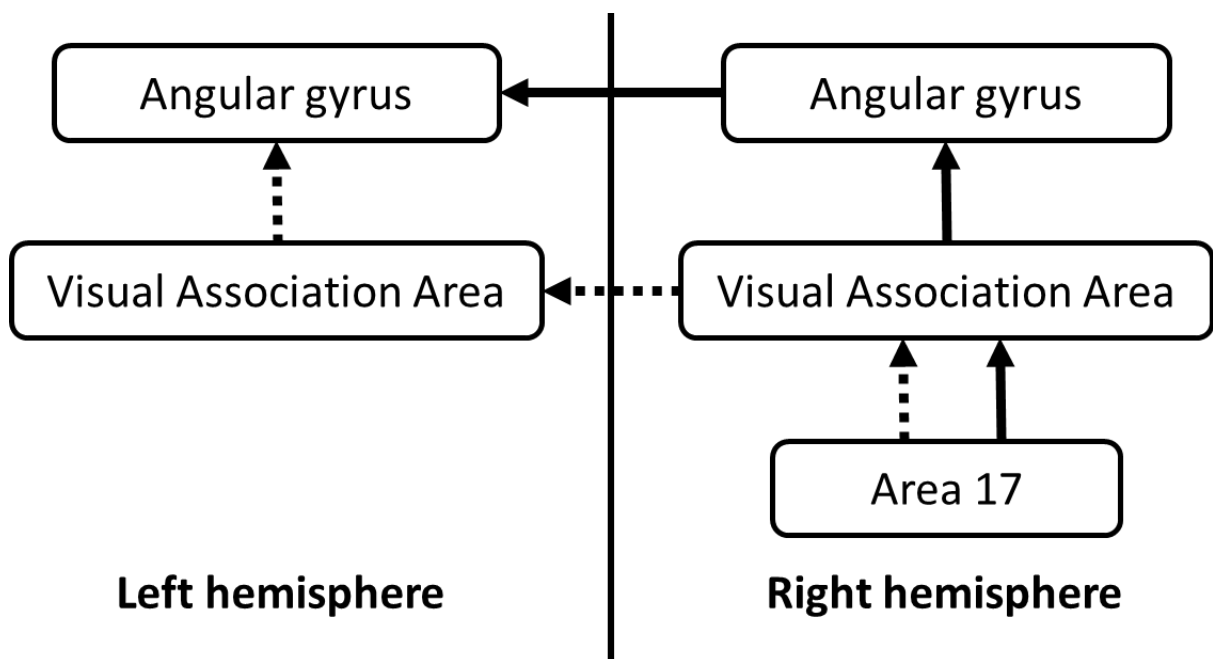 Angular gyrus
Angular gyrus
Visual Association Area
Visual Association Area
Area 17
Left hemisphere
Right hemisphere